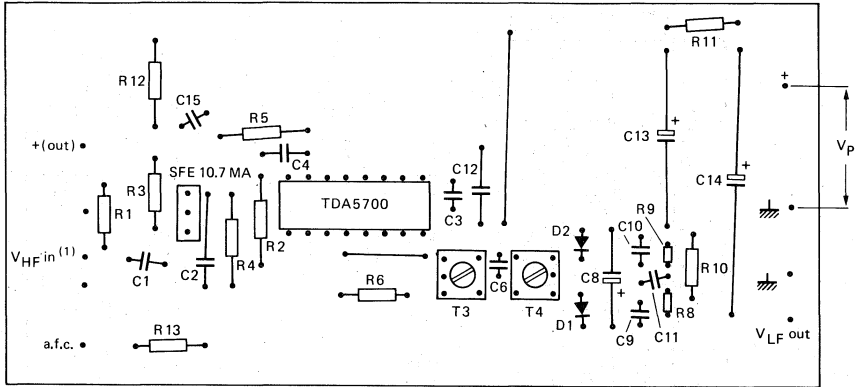 R11
+
R12
C15
R5
+
C13
+
V_P
+(out)
C4
C12
C14
SFE 10.7 MA
R3
TDA5700
R1
C3
R2
D2
C10
R9
V_HF in (1)
C1
C2
R4
R6
C6
C8
+
R10
T3
T4
D1
C9
C11
R8
V_LF out
R13
a.f.c.